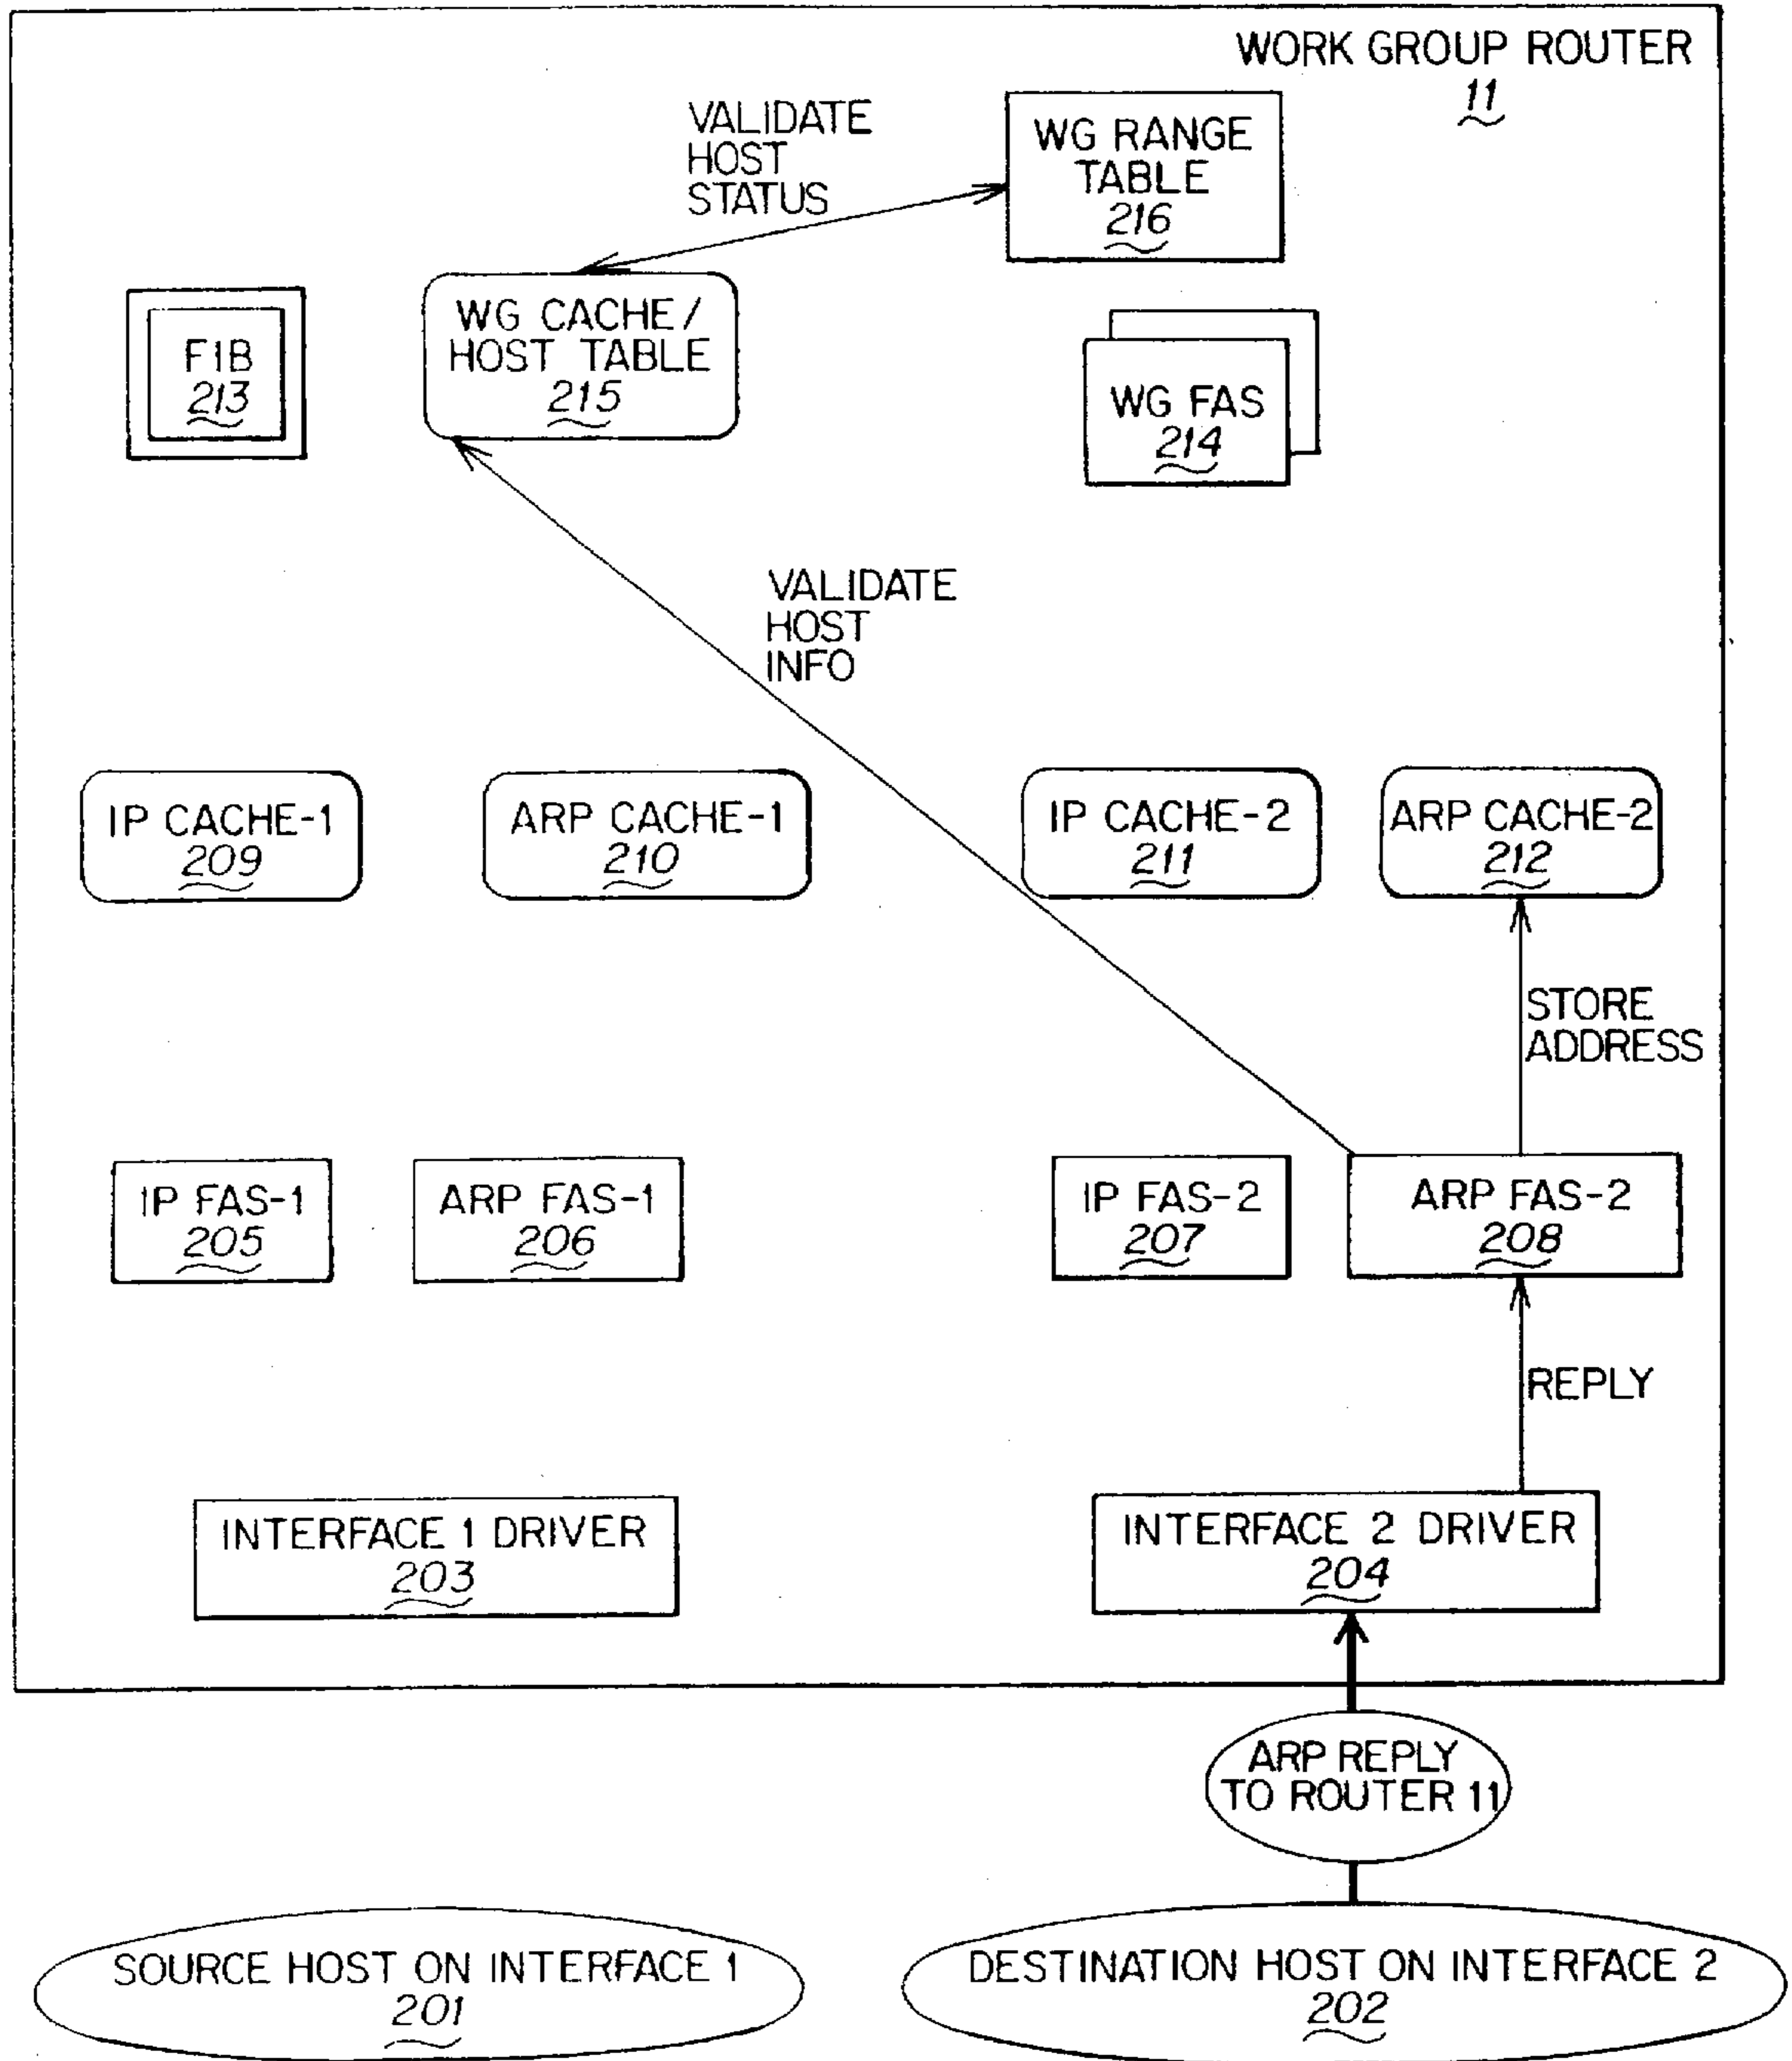 WORK GROUP ROUTER
11
VALIDATE
HOST
STATUS
WG RANGE
TABLE
216
FIB
213
WG CACHE/
HOST TABLE
215
WG FAS
214
VALIDATE
HOST
INFO
IP CACHE-1
209
ARP CACHE-1
210
IP CACHE-2
211
ARP CACHE-2
212
STORE
ADDRESS
IP FAS-1
205
ARP FAS-1
206
IP FAS-2
207
ARP FAS-2
208
REPLY
INTERFACE 1 DRIVER
203
INTERFACE 2 DRIVER
204
ARP REPLY
TO ROUTER 11
SOURCE HOST ON INTERFACE 1
201
DESTINATION HOST ON INTERFACE 2
202